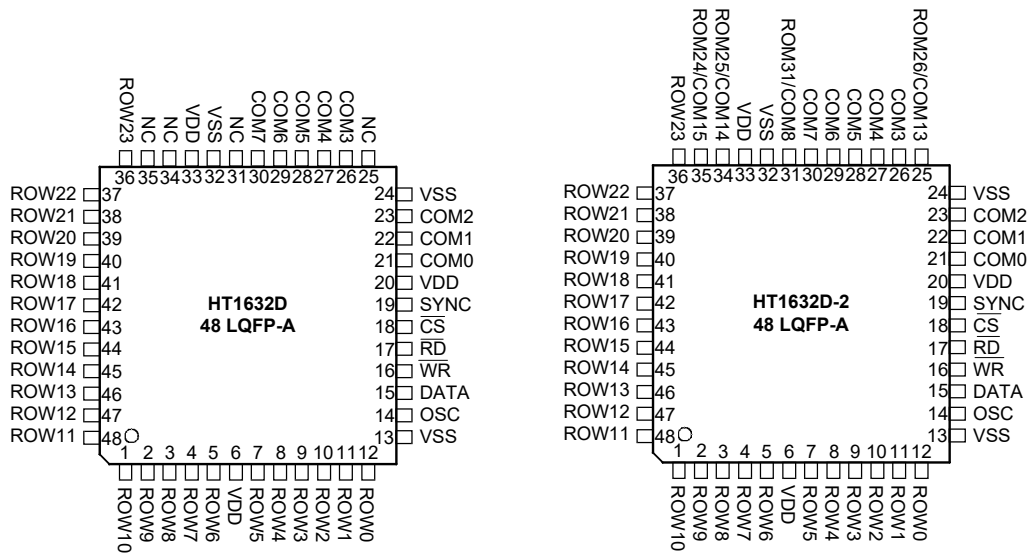 ROW23
NC
NC
VDD
VSS
NC
COM7
COM6
COM5
COM4
COM3
NC
36 35 34 33 32 31 30 29 28 27 26 25
ROW22 37
ROW21 38
ROW20 39
ROW19 40
ROW18 41
ROW17 42
ROW16 43
ROW15 44
ROW14 45
ROW13 46
ROW12 47
ROW11 48
HT1632D
48 LQFP-A
24 VSS
23 COM2
22 COM1
21 COM0
20 VDD
19 SYNC
18 CS
17 RD
16 WR
15 DATA
14 OSC
13 VSS
1 2 3 4 5 6 7 8 9 10 11 12
ROW10
ROW9
ROW8
ROW7
ROW6
VDD
ROW5
ROW4
ROW3
ROW2
ROW1
ROW0
ROW23
ROM24/COM15
ROM25/COM14
VDD
VSS
ROM31/COM8
COM7
COM6
COM5
COM4
COM3
ROM26/COM13
36 35 34 33 32 31 30 29 28 27 26 25
ROW22 37
ROW21 38
ROW20 39
ROW19 40
ROW18 41
ROW17 42
ROW16 43
ROW15 44
ROW14 45
ROW13 46
ROW12 47
ROW11 48
HT1632D-2
48 LQFP-A
24 VSS
23 COM2
22 COM1
21 COM0
20 VDD
19 SYNC
18 CS
17 RD
16 WR
15 DATA
14 OSC
13 VSS
1 2 3 4 5 6 7 8 9 10 11 12
ROW10
ROW9
ROW8
ROW7
ROW6
VDD
ROW5
ROW4
ROW3
ROW2
ROW1
ROW0